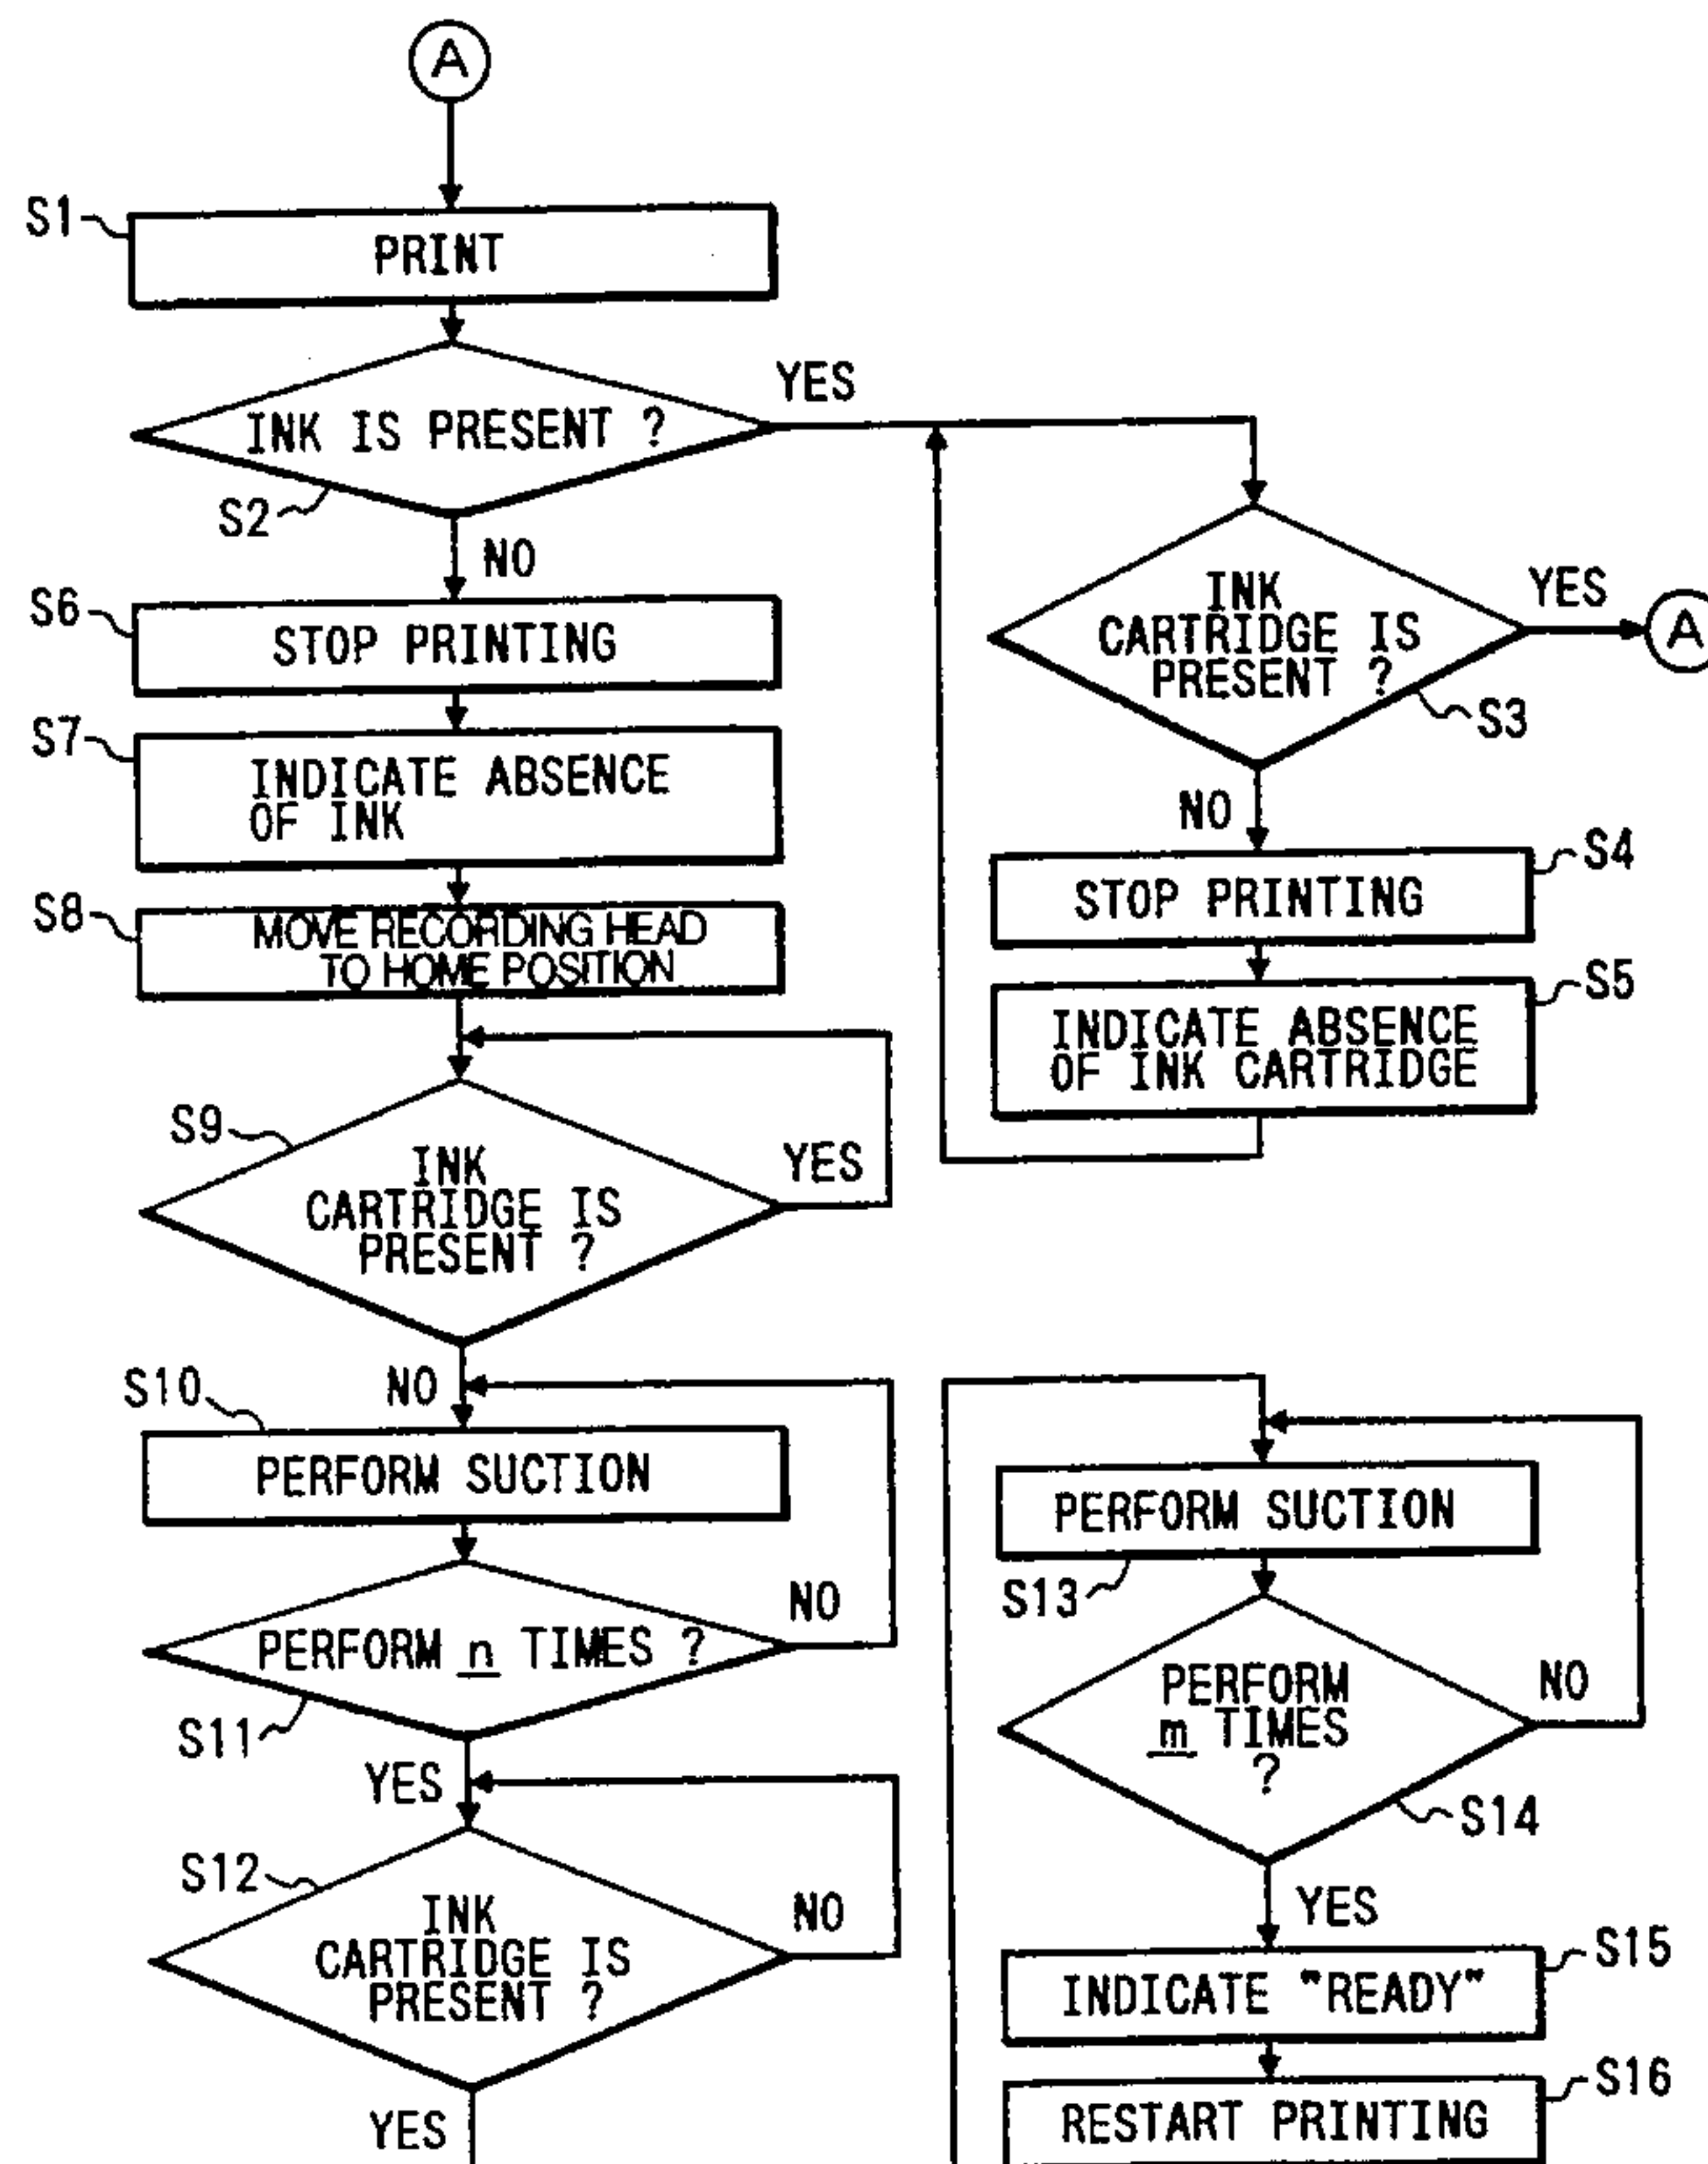 A
S1
PRINT
INK IS PRESENT ?
YES
S2
NO
S6
STOP PRINTING
S7
INDICATE ABSENCE
OF INK
S8
MOVE RECORDING HEAD
TO HOME POSITION
S9
INK
CARTRIDGE IS
PRESENT ?
YES
NO
S10
PERFORM SUCTION
PERFORM n TIMES ?
NO
S11
YES
S12
INK
CARTRIDGE IS
PRESENT ?
NO
YES
INK
CARTRIDGE IS
PRESENT ?
YES
A
S3
NO
S4
STOP PRINTING
S5
INDICATE ABSENCE
OF INK CARTRIDGE
PERFORM SUCTION
S13
PERFORM
m TIMES
?
NO
S14
YES
S15
INDICATE "READY"
S16
RESTART PRINTING